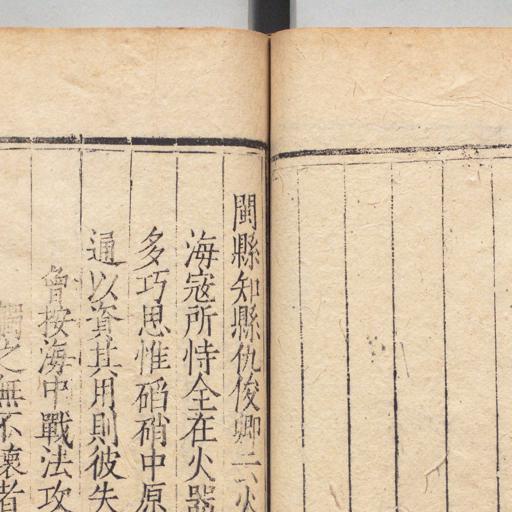 閩縣知縣仇俊卿云火
海寇所恃全在火器
多巧思惟硝硝中原
通以資其用則彼失
曾按海中戰法攻
觸之無不壞者